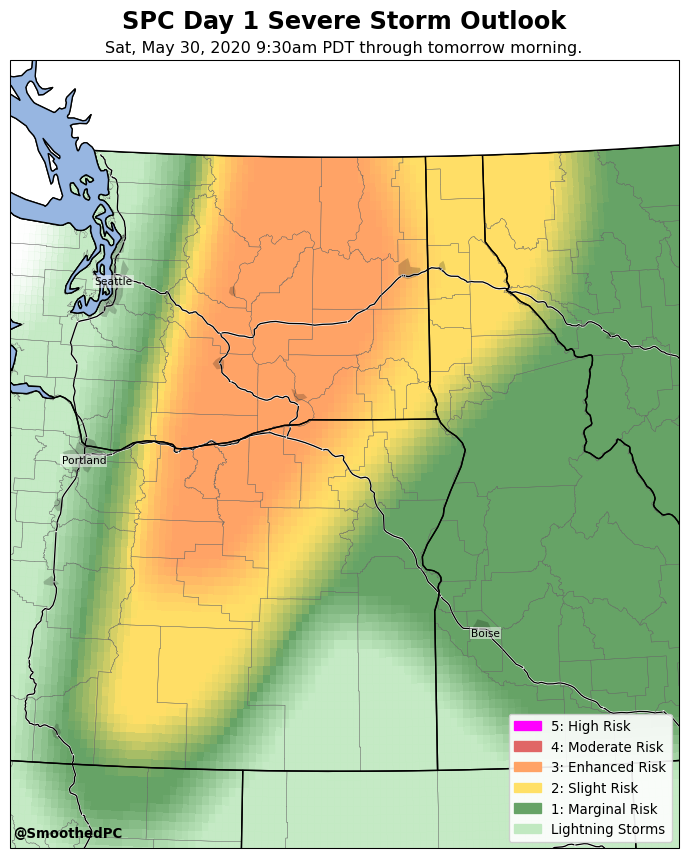 SPC Day 1 Severe Storm Outlook
Sat, May 30, 2020 9:30am PDT through tomorrow morning.
Seattle
Portland
Boise
5: High Risk
4: Moderate Risk
3: Enhanced Risk
2: Slight Risk
1: Marginal Risk
Lightning Storms
@SmoothedPC